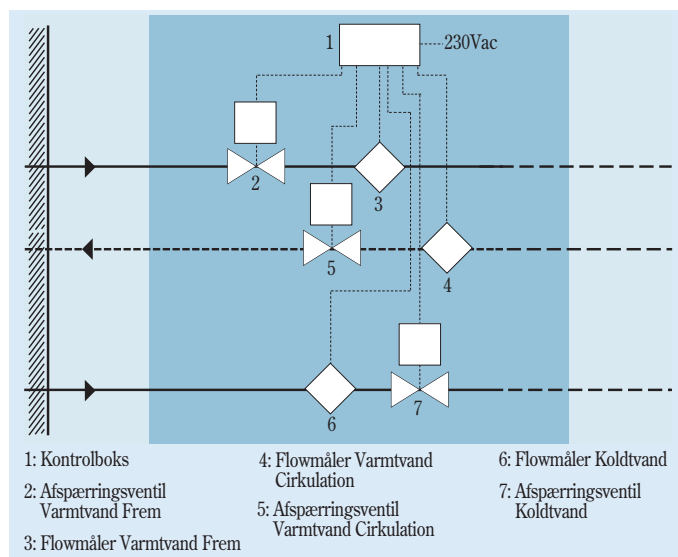 1
230Vac
2
3
5
4
6
7
1: Kontrolboks
2: Afspærringsventil
Varmtvand Frem
3: Flowmåler Varmtvand Frem
4: Flowmåler Varmtvand
Cirkulation
5: Afspærringsventil
Varmtvand Cirkulation
6: Flowmåler Koldtvand
7: Afspærringsventil
Koldtvand